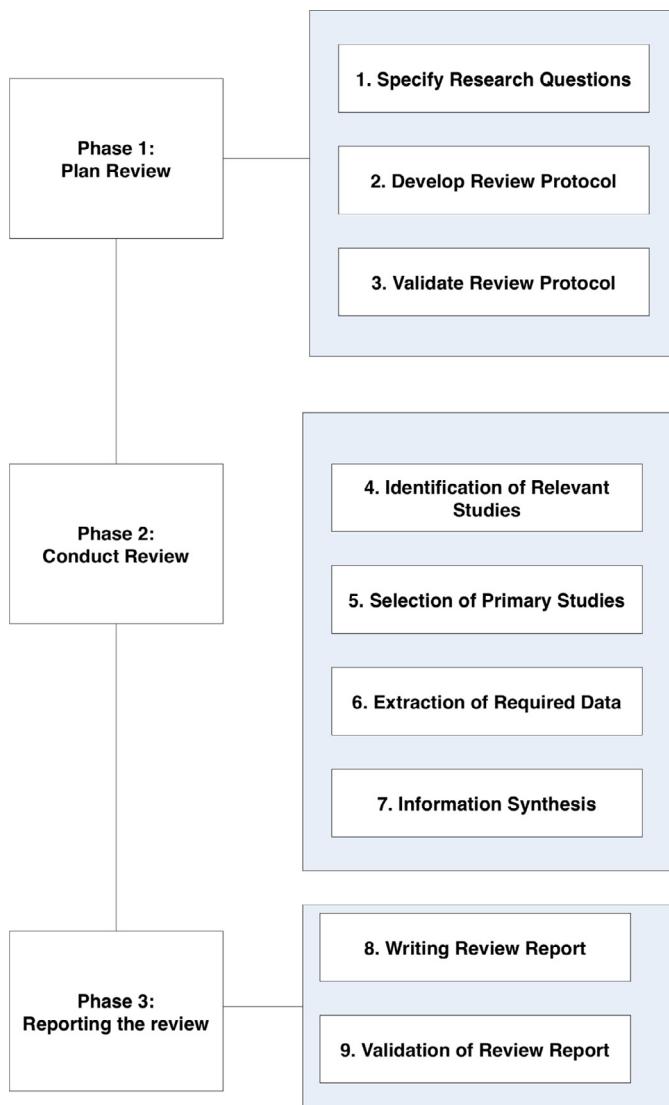 1. Specify Research Questions
Phase 1:
Plan Review
2. Develop Review Protocol
3. Validate Review Protocol
4. Identification of Relevant
Studies
Phase 2:
Conduct Review
5. Selection of Primary Studies
6. Extraction of Required Data
7. Information Synthesis
8. Writing Review Report
Phase 3:
Reporting the review
9. Validation of Review Report